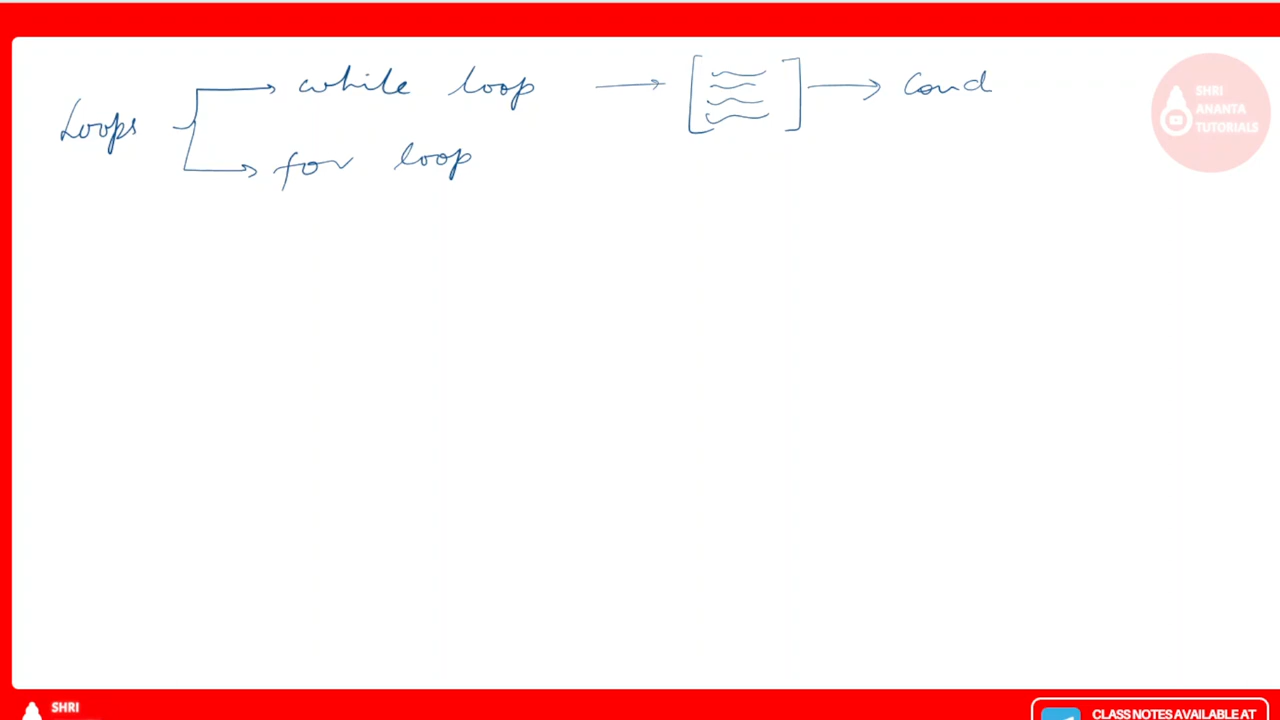 while loop → [ ] → Cond
Loops
for loop
SHRI
ANANTA
TUTORIALS
SHRI
CLASS NOTES AVAILABLE AT